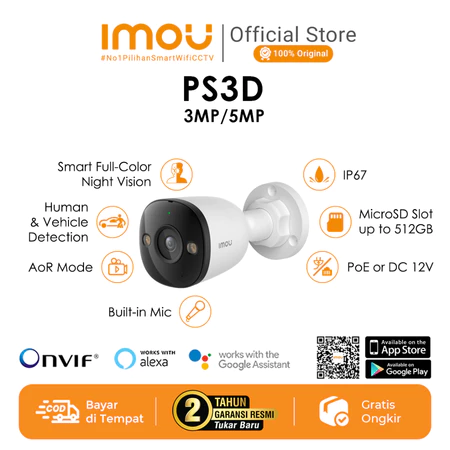 imou
Official Store
100% Original
#No1PilihanSmartWifiCCTV
PS3D
3MP/5MP
Smart Full-Color
Night Vision
IP67
Human
& Vehicle
Detection
MicroSD Slot
up to 512GB
AoR Mode
PoE or DC 12V
Built-in Mic
imou
ONVIF®
WORKS WITH
alexa
works with the
Google Assistant
Available on the
App Store
Available on the
Google Play
COD
Bayar
di Tempat
2
TAHUN
GARANSI RESMI
Tukar Baru
Gratis
Ongkir